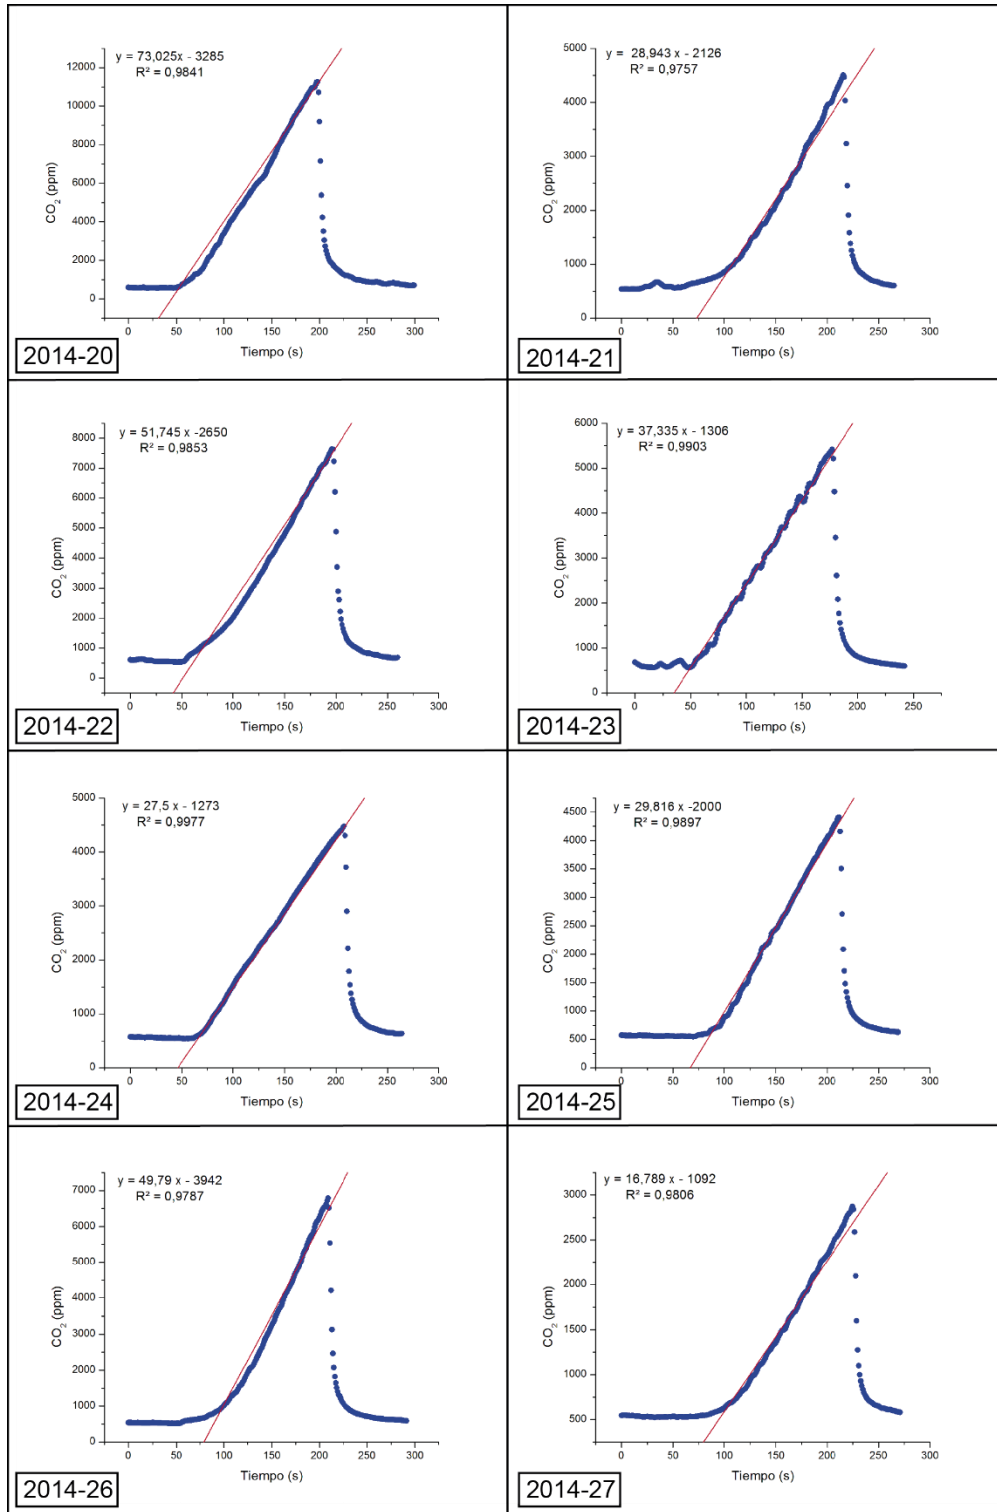 y = 73,025x - 3285
R² = 0,9841
12000
10000
8000
6000
4000
2000
0
CO₂ (ppm)
0 50 100 150 200 250 300
Tiempo (s)
2014-20
y = 28,943 x - 2126
R² = 0,9757
5000
4000
3000
2000
1000
0
CO₂ (ppm)
0 50 100 150 200 250 300
Tiempo (s)
2014-21
y = 51,745 x -2650
R² = 0,9853
8000
7000
6000
5000
4000
3000
2000
1000
0
CO₂ (ppm)
0 50 100 150 200 250 300
Tiempo (s)
2014-22
y = 37,335 x - 1306
R² = 0,9903
6000
5000
4000
3000
2000
1000
0
CO₂ (ppm)
0 50 100 150 200 250
Tiempo (s)
2014-23
y = 27,5 x - 1273
R² = 0,9977
5000
4000
3000
2000
1000
0
CO₂ (ppm)
0 50 100 150 200 250 300
Tiempo (s)
2014-24
y = 29,816 x -2000
R² = 0,9897
4500
4000
3500
3000
2500
2000
1500
1000
500
0
CO₂ (ppm)
0 50 100 150 200 250 300
Tiempo (s)
2014-25
y = 49,79 x - 3942
R² = 0,9787
7000
6000
5000
4000
3000
2000
1000
0
CO₂ (ppm)
0 50 100 150 200 250 300
Tiempo (s)
2014-26
y = 16,789 x - 1092
R² = 0,9806
3000
2500
2000
1500
1000
500
CO₂ (ppm)
0 50 100 150 200 250 300
Tiempo (s)
2014-27